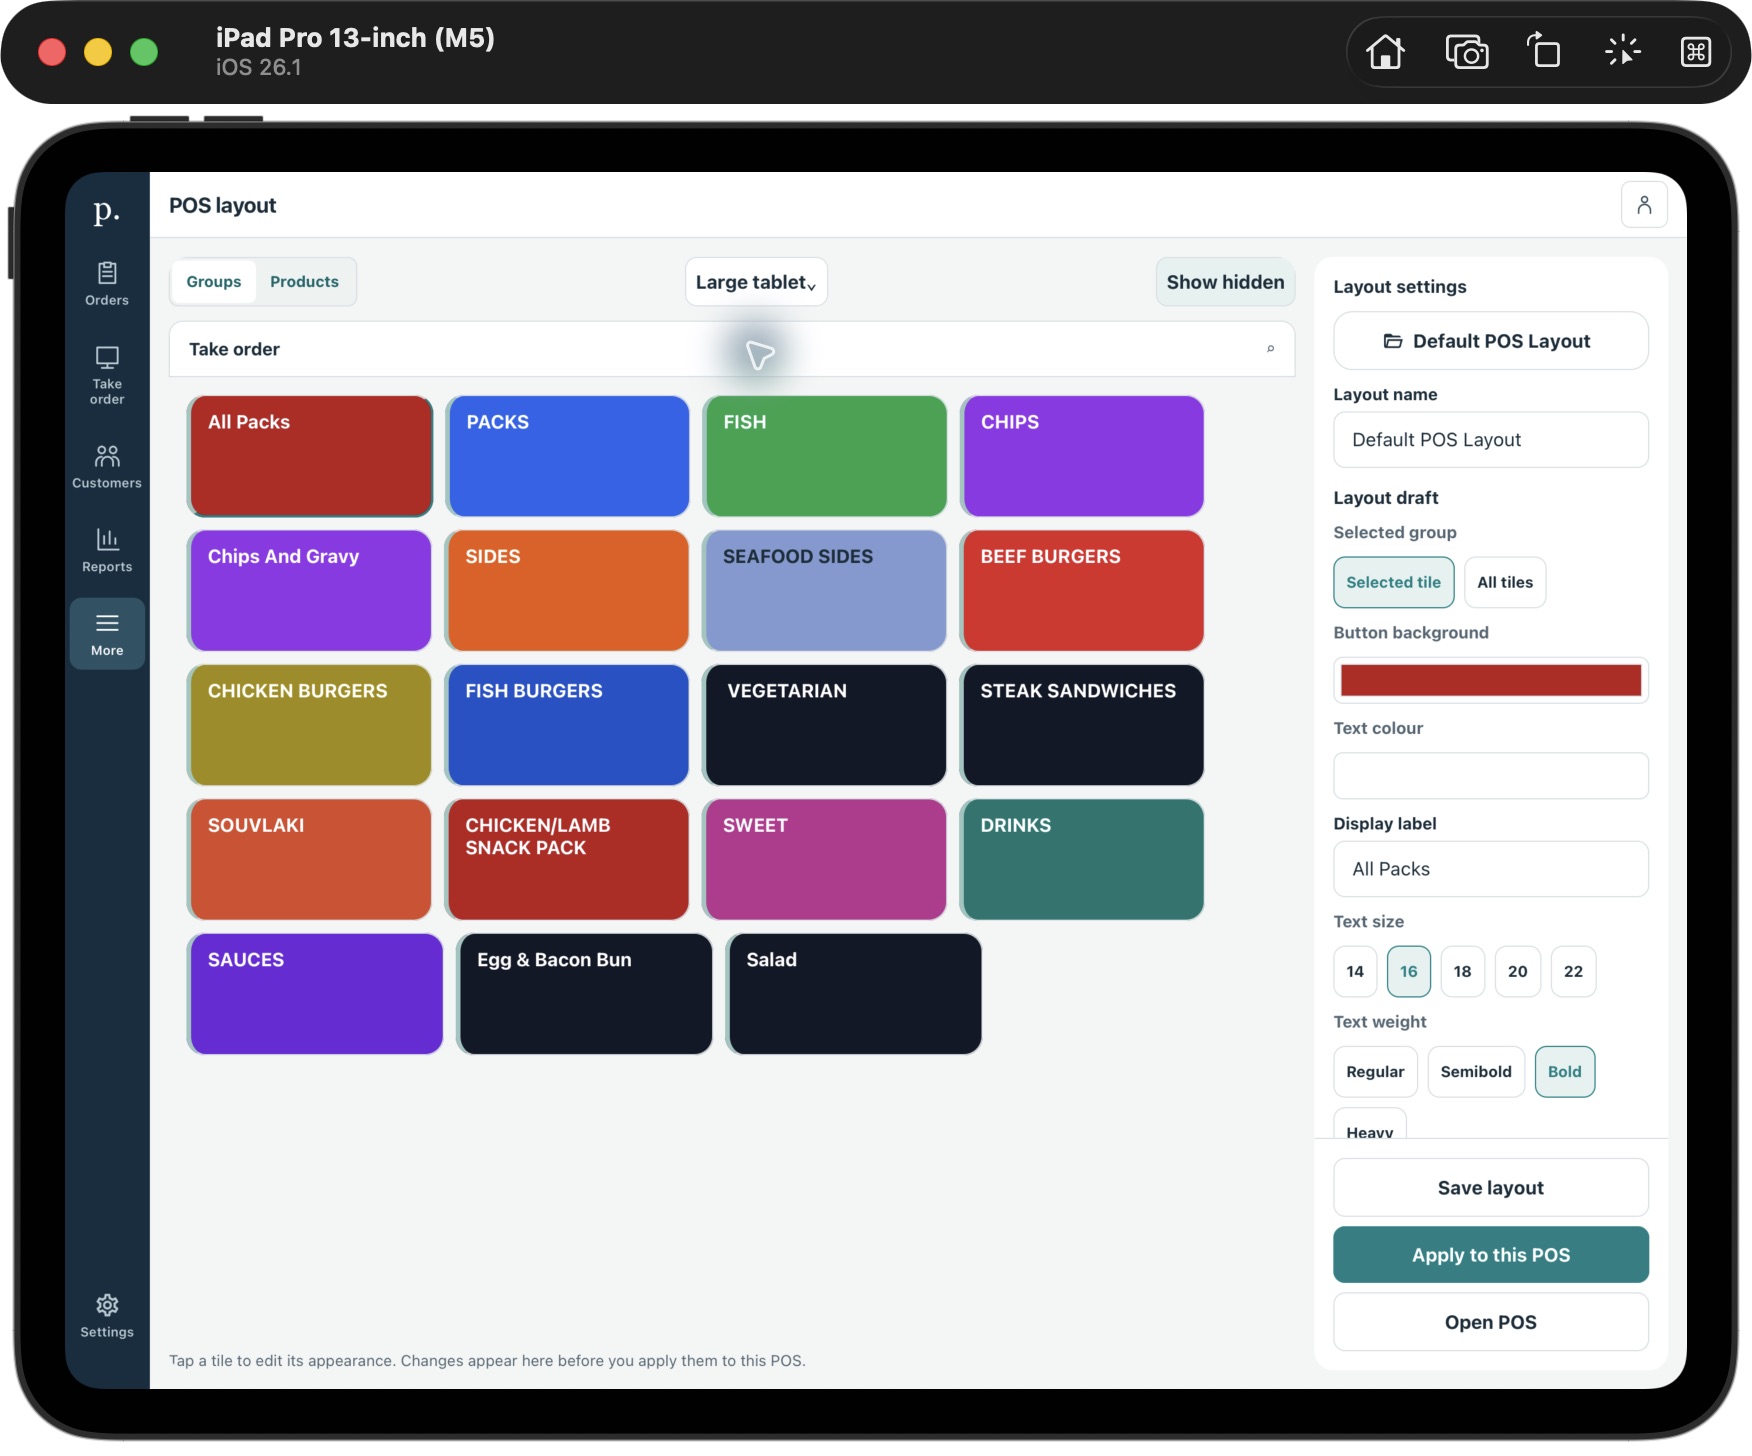 iPad Pro 13-inch (M5)
iOS 26.1
p.
POS layout
Orders
Take
order
Customers
Reports
More
Settings
Groups
Products
Large tablet
Show hidden
Take order
All Packs
PACKS
FISH
CHIPS
Chips And Gravy
SIDES
SEAFOOD SIDES
BEEF BURGERS
CHICKEN BURGERS
FISH BURGERS
VEGETARIAN
STEAK SANDWICHES
SOUVLAKI
CHICKEN/LAMB
SNACK PACK
SWEET
DRINKS
SAUCES
Egg & Bacon Bun
Salad
Tap a tile to edit its appearance. Changes appear here before you apply them to this POS.
Layout settings
Default POS Layout
Layout name
Default POS Layout
Layout draft
Selected group
Selected tile
All tiles
Button background
Text colour
Display label
All Packs
Text size
14
16
18
20
22
Text weight
Regular
Semibold
Bold
Heavy
Save layout
Apply to this POS
Open POS